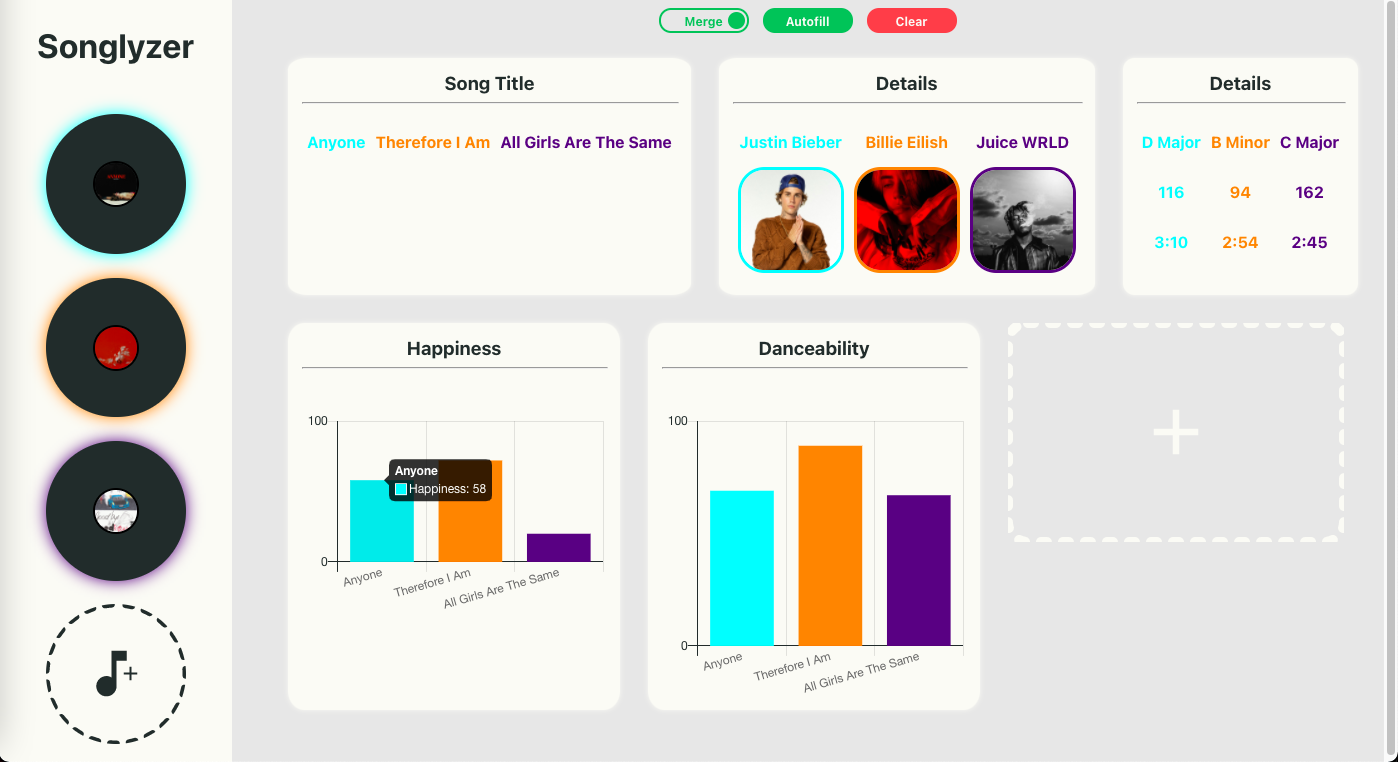 Songlyzer
Merge Autofill Clear
Song Title
Anyone Therefore I Am All Girls Are The Same
Details
Justin Bieber Billie Eilish Juice WRLD
Details
D Major B Minor C Major
116 94 162
3:10 2:54 2:45
Happiness
100
Anyone
Happiness: 58
0
Anyone Therefore I Am All Girls Are The Same
Danceability
100
0
Anyone Therefore I Am All Girls Are The Same